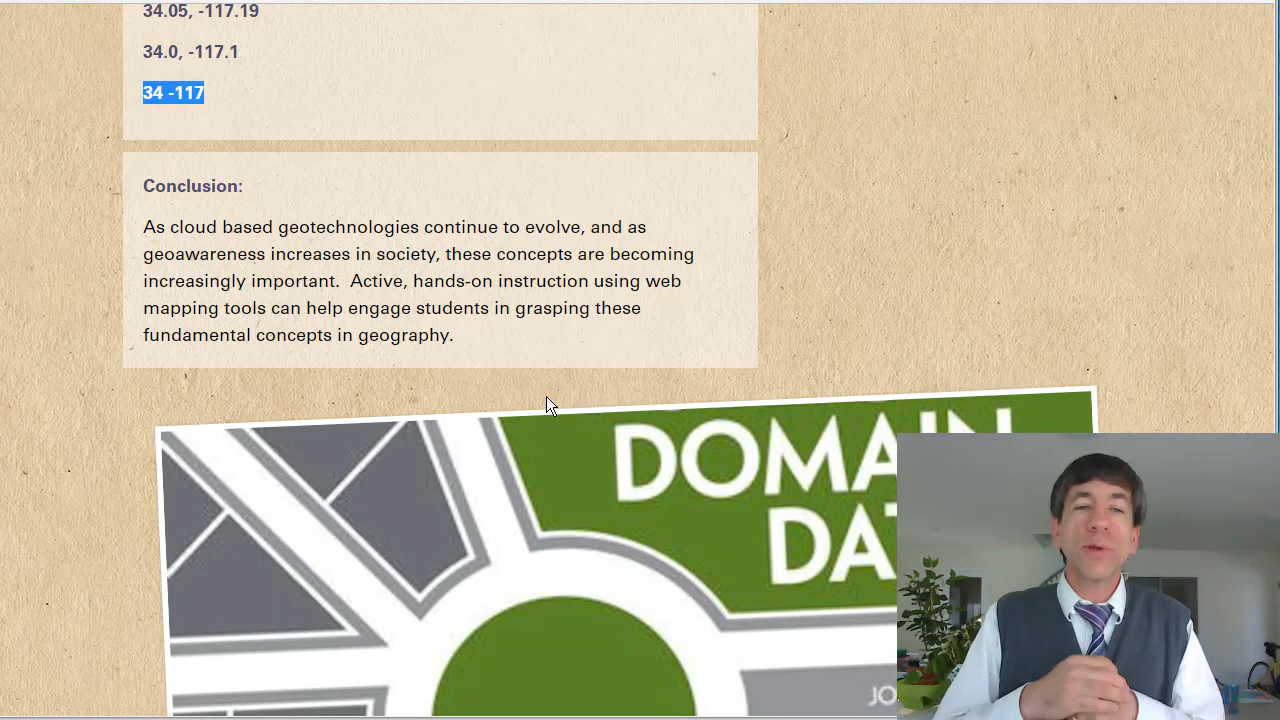 34.05, -117.19
34.0, -117.1
34 -117
Conclusion:
As cloud based geotechnologies continue to evolve, and as
geoawareness increases in society, these concepts are becoming
increasingly important.  Active, hands-on instruction using web
mapping tools can help engage students in grasping these
fundamental concepts in geography.
DOMAIN
DAT
JO